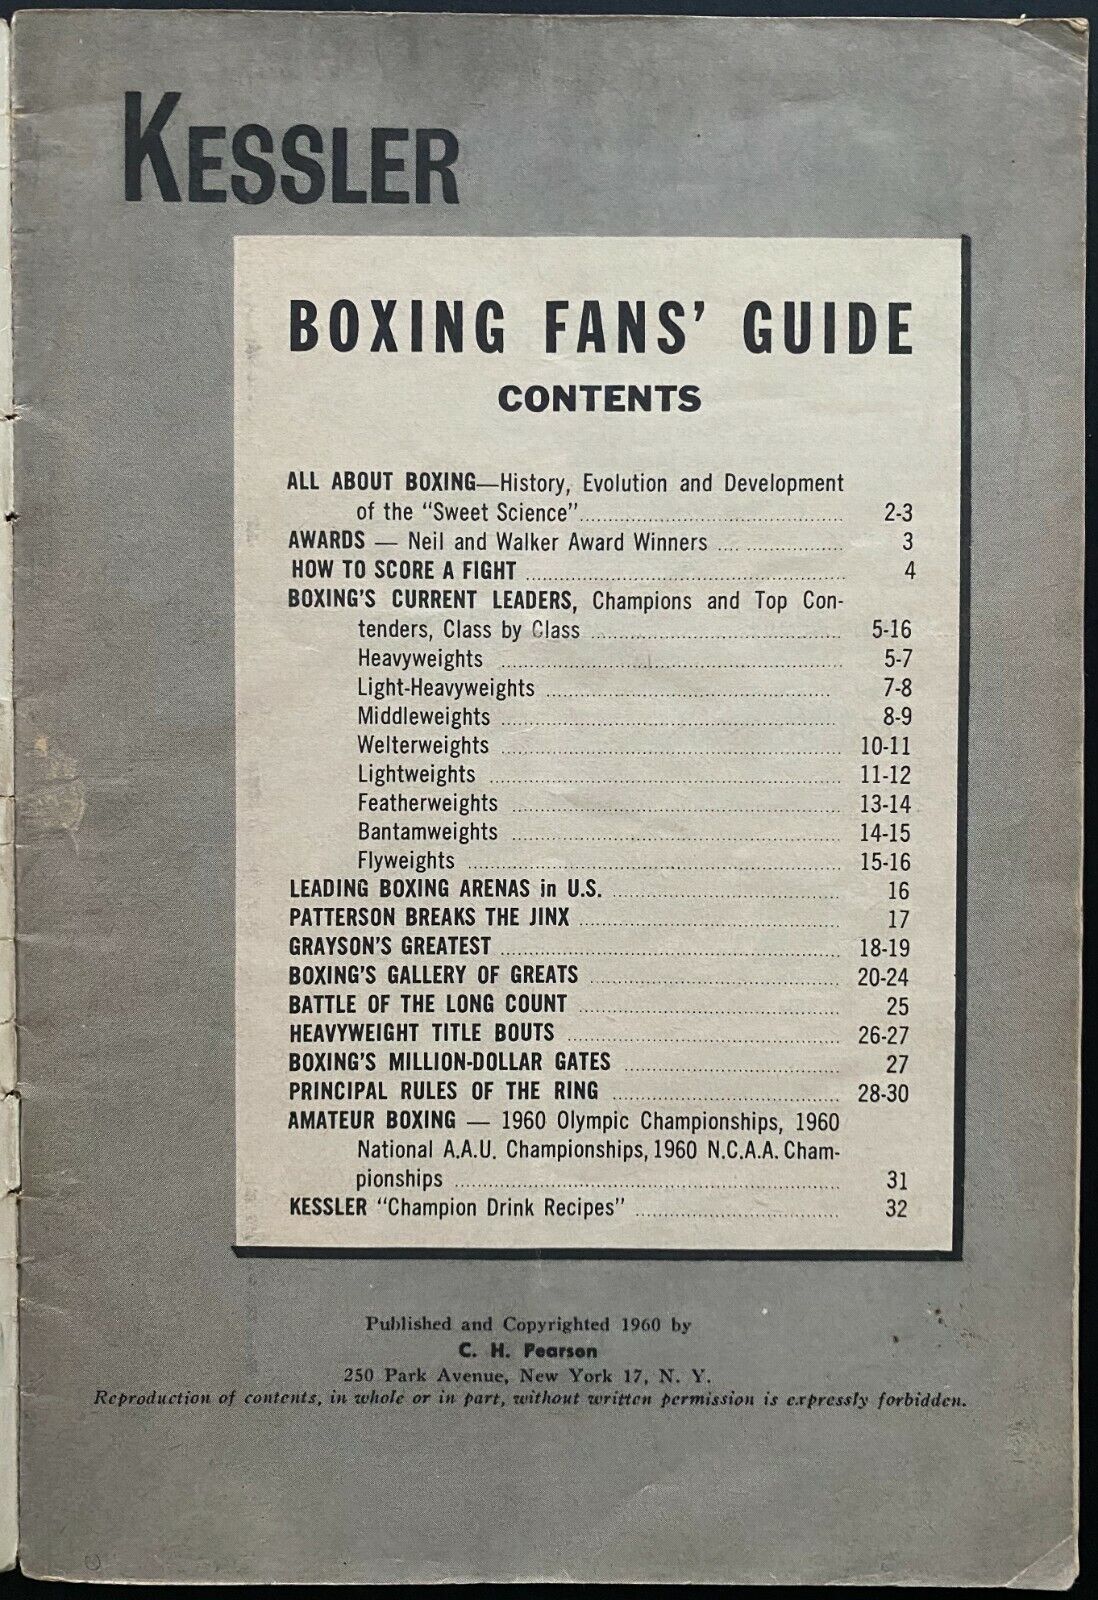 KESSLER
BOXING FANS' GUIDE
CONTENTS
ALL ABOUT BOXING—History, Evolution and Development
of the "Sweet Science"........ 2-3
AWARDS — Neil and Walker Award Winners ........ 3
HOW TO SCORE A FIGHT ........ 4
BOXING'S CURRENT LEADERS, Champions and Top Con-
tenders, Class by Class ........ 5-16
Heavyweights ........ 5-7
Light-Heavyweights ........ 7-8
Middleweights ........ 8-9
Welterweights ........ 10-11
Lightweights ........ 11-12
Featherweights ........ 13-14
Bantamweights ........ 14-15
Flyweights ........ 15-16
LEADING BOXING ARENAS in U.S. ........ 16
PATTERSON BREAKS THE JINX ........ 17
GRAYSON'S GREATEST ........ 18-19
BOXING'S GALLERY OF GREATS ........ 20-24
BATTLE OF THE LONG COUNT ........ 25
HEAVYWEIGHT TITLE BOUTS ........ 26-27
BOXING'S MILLION-DOLLAR GATES ........ 27
PRINCIPAL RULES OF THE RING ........ 28-30
AMATEUR BOXING — 1960 Olympic Championships, 1960
National A.A.U. Championships, 1960 N.C.A.A. Cham-
pionships ........ 31
KESSLER "Champion Drink Recipes" ........ 32
Published and Copyrighted 1960 by
C. H. Pearson
250 Park Avenue, New York 17, N. Y.
Reproduction of contents, in whole or in part, without written permission is expressly forbidden.